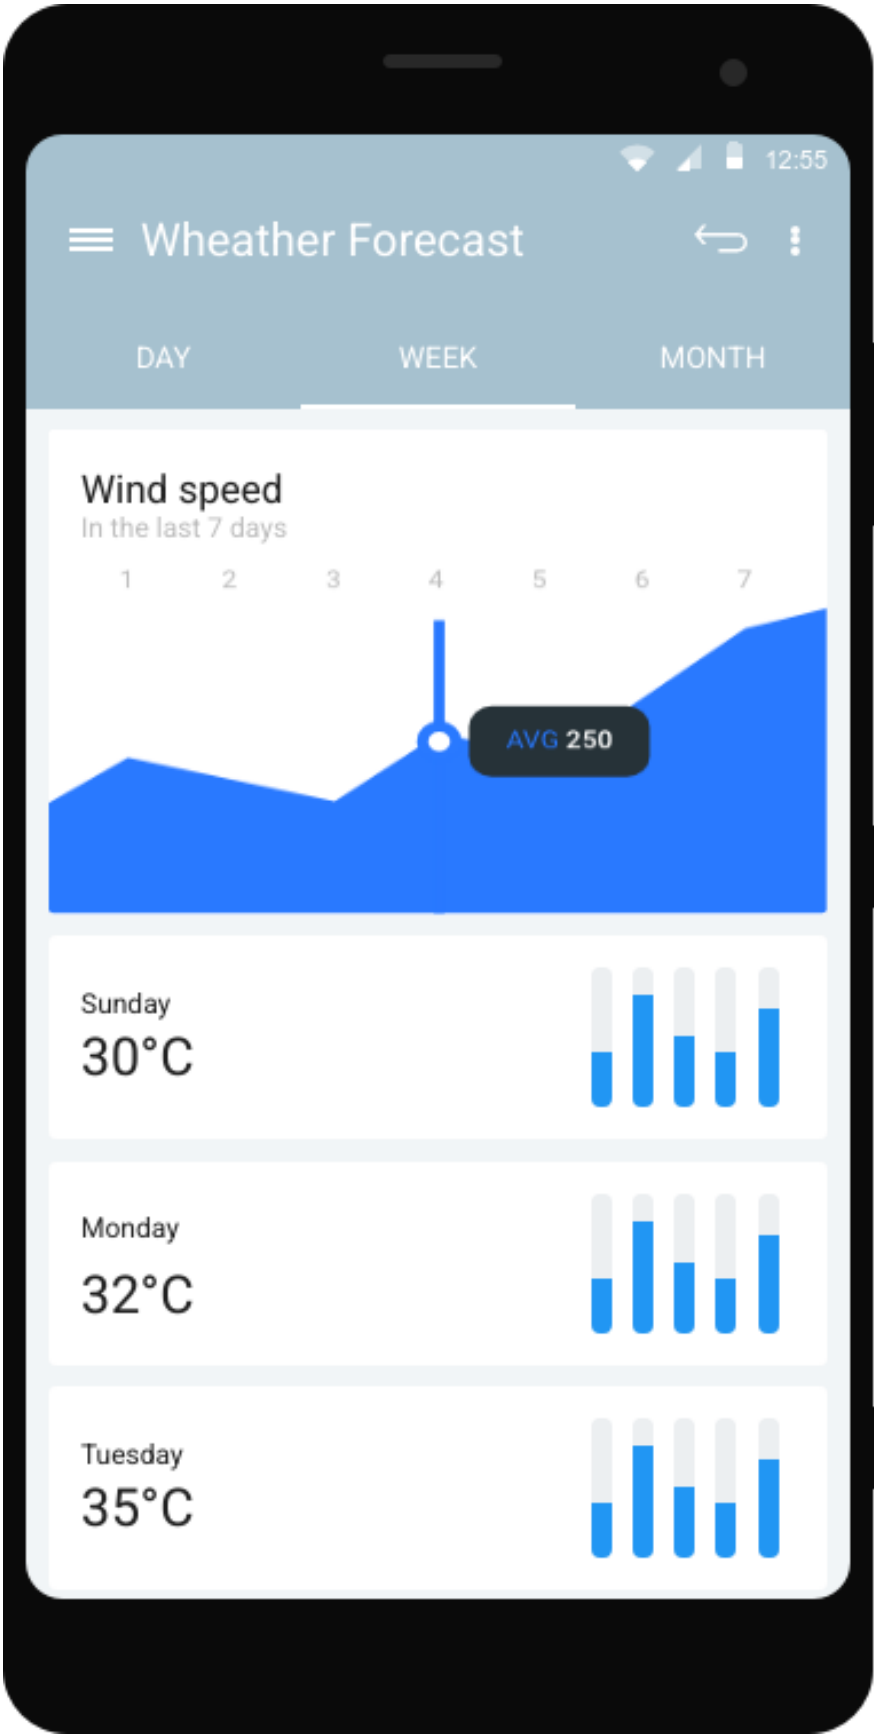 12:55
Wheather Forecast
DAY WEEK MONTH
Wind speed
In the last 7 days
1 2 3 4 5 6 7
AVG 250
Sunday
30°C
Monday
32°C
Tuesday
35°C